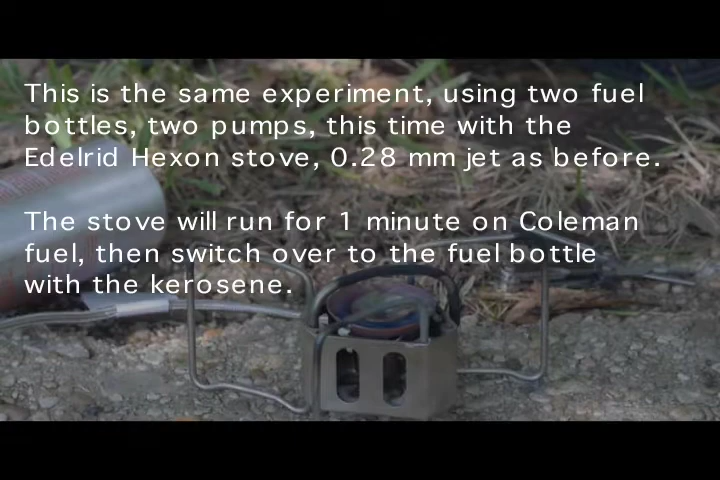 This is the same experiment, using two fuel
bottles, two pumps, this time with the
Edelrid Hexon stove, 0.28 mm jet as before.
The stove will run for 1 minute on Coleman
fuel, then switch over to the fuel bottle
with the kerosene.